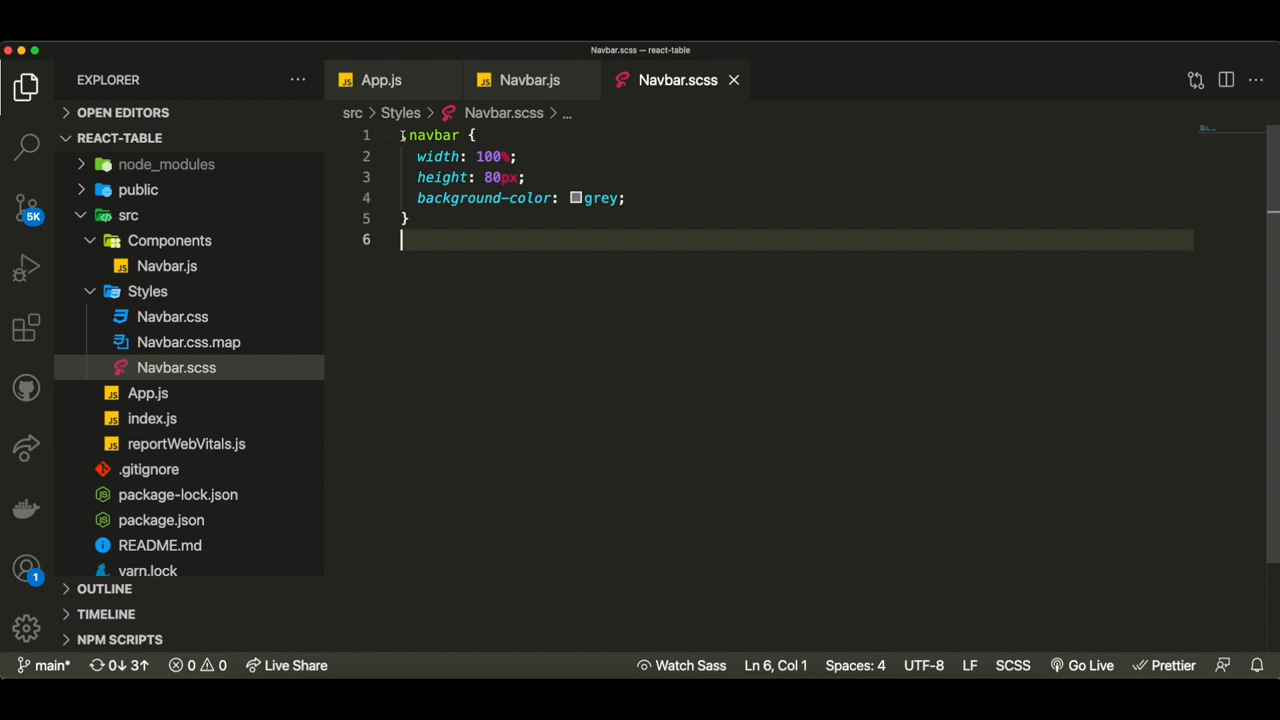 Navbar.scss — react-table
EXPLORER
App.js
Navbar.js
Navbar.scss
OPEN EDITORS
src > Styles > Navbar.scss > ...
REACT-TABLE
node_modules
public
src
Components
Navbar.js
Styles
Navbar.css
Navbar.css.map
Navbar.scss
App.js
index.js
reportWebVitals.js
.gitignore
package-lock.json
package.json
README.md
yarn.lock
OUTLINE
TIMELINE
NPM SCRIPTS
5K
1
1 .navbar {
2 width: 100%;
3 height: 80px;
4 background-color: grey;
5 }
6
main* 0↓ 3↑ 0 0 Live Share Watch Sass Ln 6, Col 1 Spaces: 4 UTF-8 LF SCSS Go Live Prettier